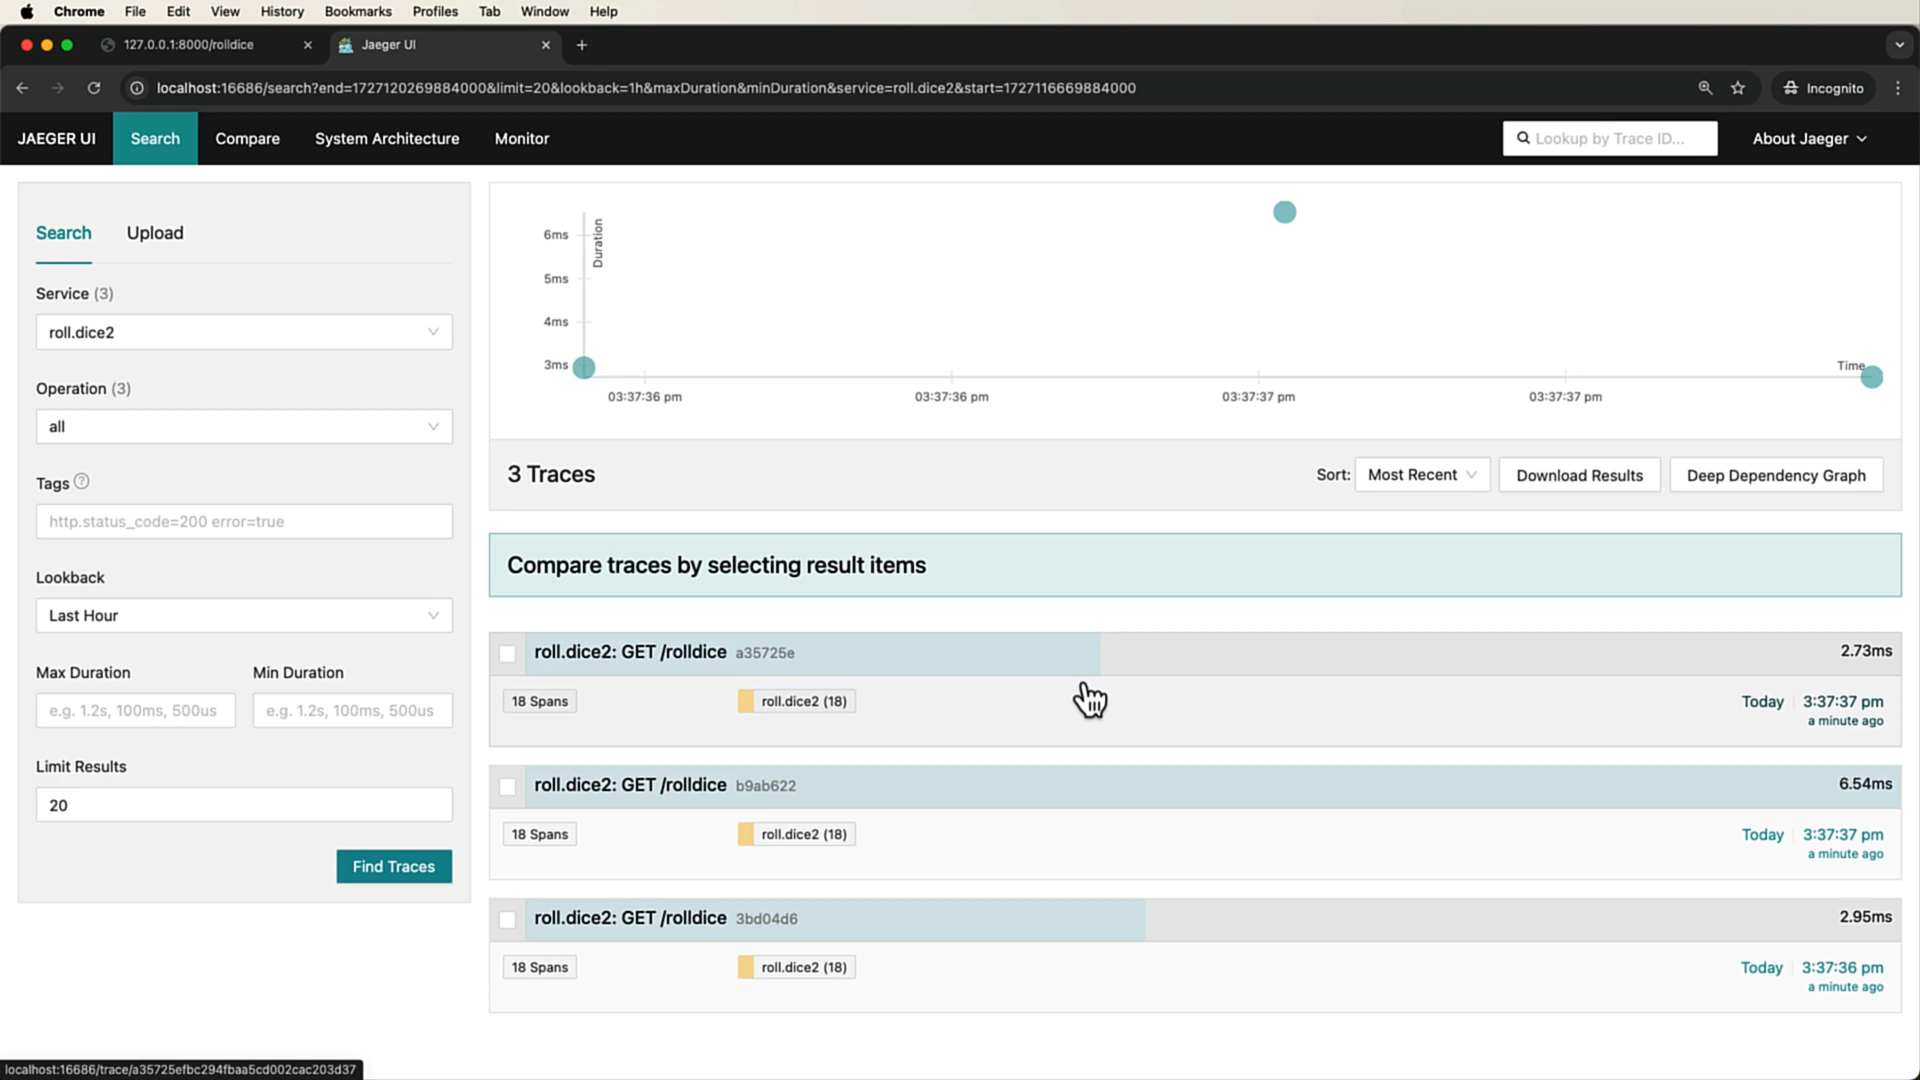 Chrome File Edit View History Bookmarks Profiles Tab Window Help
127.0.0.1:8000/rolldice
Jaeger UI
localhost:16686/search?end=1727120269884000&limit=20&lookback=1h&maxDuration&minDuration&service=roll.dice2&start=1727116669884000
Incognito
JAEGER UI Search Compare System Architecture Monitor
Lookup by Trace ID...
About Jaeger
Search Upload
Service (3)
roll.dice2
Operation (3)
all
Tags ?
http.status_code=200 error=true
Lookback
Last Hour
Max Duration Min Duration
e.g. 1.2s, 100ms, 500us e.g. 1.2s, 100ms, 500us
Limit Results
20
Find Traces
Duration
6ms
5ms
4ms
3ms
Time
03:37:36 pm 03:37:36 pm 03:37:37 pm 03:37:37 pm
3 Traces
Sort: Most Recent Download Results Deep Dependency Graph
Compare traces by selecting result items
roll.dice2: GET /rolldice a35725e 2.73ms
18 Spans roll.dice2 (18) Today 3:37:37 pm
a minute ago
roll.dice2: GET /rolldice b9ab622 6.54ms
18 Spans roll.dice2 (18) Today 3:37:37 pm
a minute ago
roll.dice2: GET /rolldice 3bd04d6 2.95ms
18 Spans roll.dice2 (18) Today 3:37:36 pm
a minute ago
localhost:16686/trace/a35725efbc294fbaa5cd002cac203d37